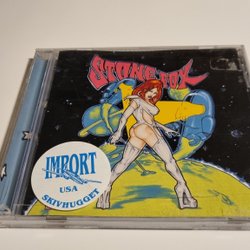 STONE FOX
IMPORT
USA
SKIVHUGGET